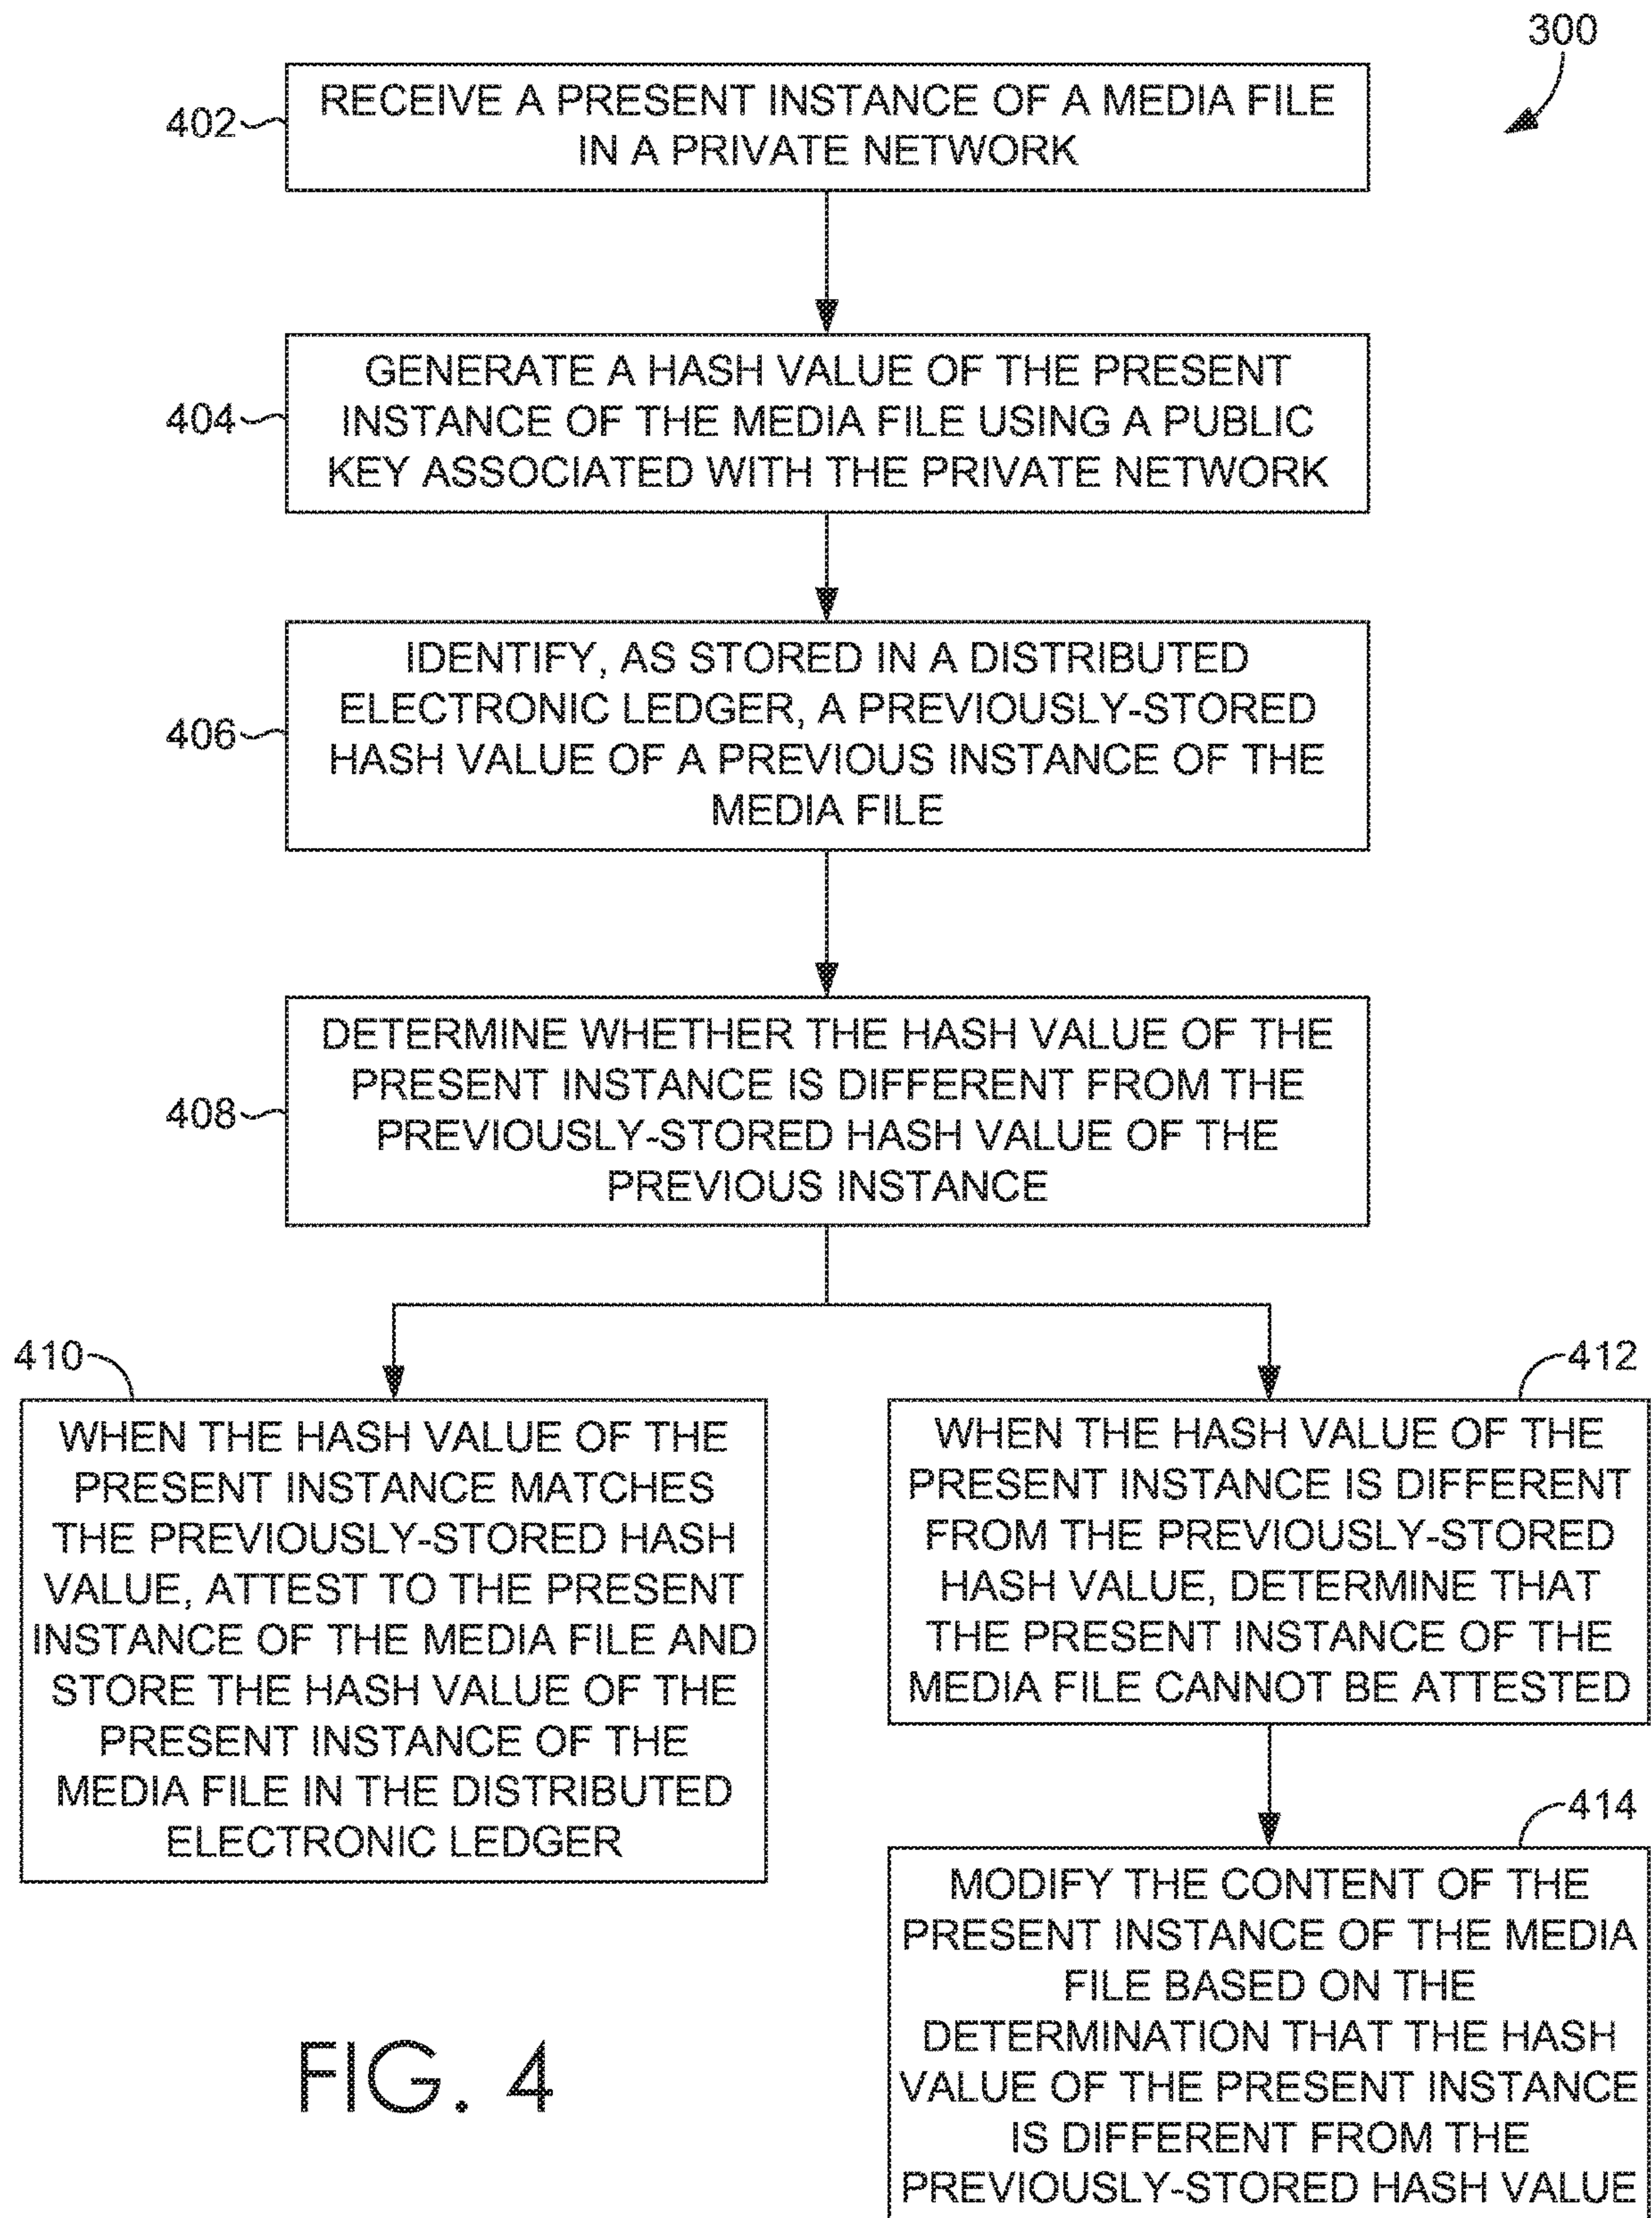 300
402
RECEIVE A PRESENT INSTANCE OF A MEDIA FILE
IN A PRIVATE NETWORK
404
GENERATE A HASH VALUE OF THE PRESENT
INSTANCE OF THE MEDIA FILE USING A PUBLIC
KEY ASSOCIATED WITH THE PRIVATE NETWORK
406
IDENTIFY, AS STORED IN A DISTRIBUTED
ELECTRONIC LEDGER, A PREVIOUSLY-STORED
HASH VALUE OF A PREVIOUS INSTANCE OF THE
MEDIA FILE
408
DETERMINE WHETHER THE HASH VALUE OF THE
PRESENT INSTANCE IS DIFFERENT FROM THE
PREVIOUSLY-STORED HASH VALUE OF THE
PREVIOUS INSTANCE
410
WHEN THE HASH VALUE OF THE
PRESENT INSTANCE MATCHES
THE PREVIOUSLY-STORED HASH
VALUE, ATTEST TO THE PRESENT
INSTANCE OF THE MEDIA FILE AND
STORE THE HASH VALUE OF THE
PRESENT INSTANCE OF THE
MEDIA FILE IN THE DISTRIBUTED
ELECTRONIC LEDGER
412
WHEN THE HASH VALUE OF THE
PRESENT INSTANCE IS DIFFERENT
FROM THE PREVIOUSLY-STORED
HASH VALUE, DETERMINE THAT
THE PRESENT INSTANCE OF THE
MEDIA FILE CANNOT BE ATTESTED
414
MODIFY THE CONTENT OF THE
PRESENT INSTANCE OF THE MEDIA
FILE BASED ON THE
DETERMINATION THAT THE HASH
VALUE OF THE PRESENT INSTANCE
IS DIFFERENT FROM THE
PREVIOUSLY-STORED HASH VALUE
FIG. 4